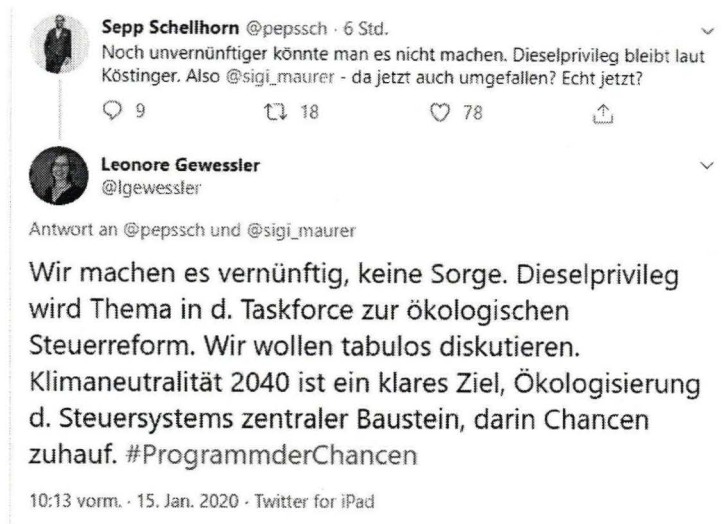 Sepp Schellhorn @pepssch · 6 Std.
Noch unvernünftiger könnte man es nicht machen. Dieselprivileg bleibt laut
Köstinger. Also @sigi_maurer - da jetzt auch umgefallen? Echt jetzt?
9 18 78
Leonore Gewessler
@lgewessler
Antwort an @pepssch und @sigi_maurer
Wir machen es vernünftig, keine Sorge. Dieselprivileg
wird Thema in d. Taskforce zur ökologischen
Steuerreform. Wir wollen tabulos diskutieren.
Klimaneutralität 2040 ist ein klares Ziel, Ökologisierung
d. Steuersystems zentraler Baustein, darin Chancen
zuhauf. #ProgrammderChancen
10:13 vorm. · 15. Jan. 2020 · Twitter for iPad